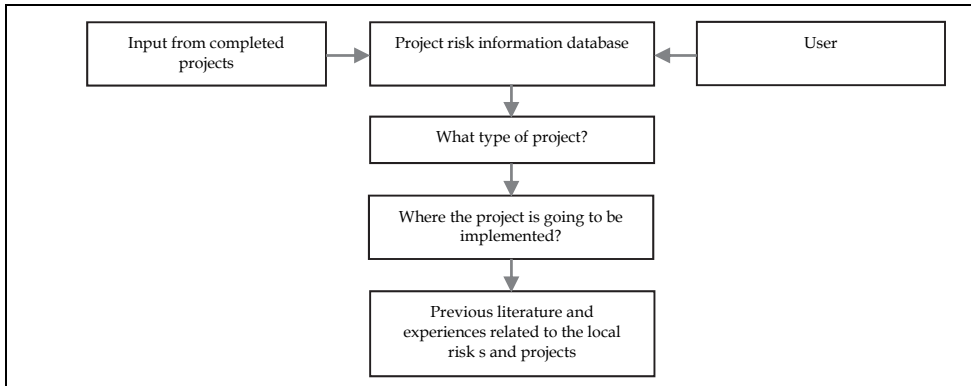 Input from completed
projects
Project risk information database
User
What type of project?
Where the project is going to be
implemented?
Previous literature and
experiences related to the local
risk s and projects